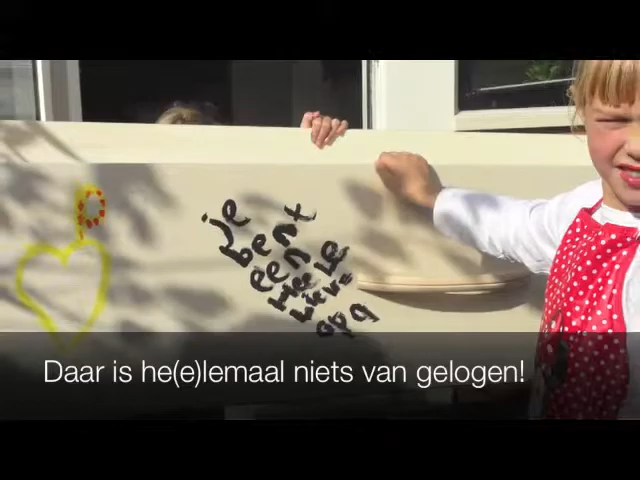 je
bent
een
Heele
Lieve
opa
Daar is he(e)lemaal niets van gelogen!